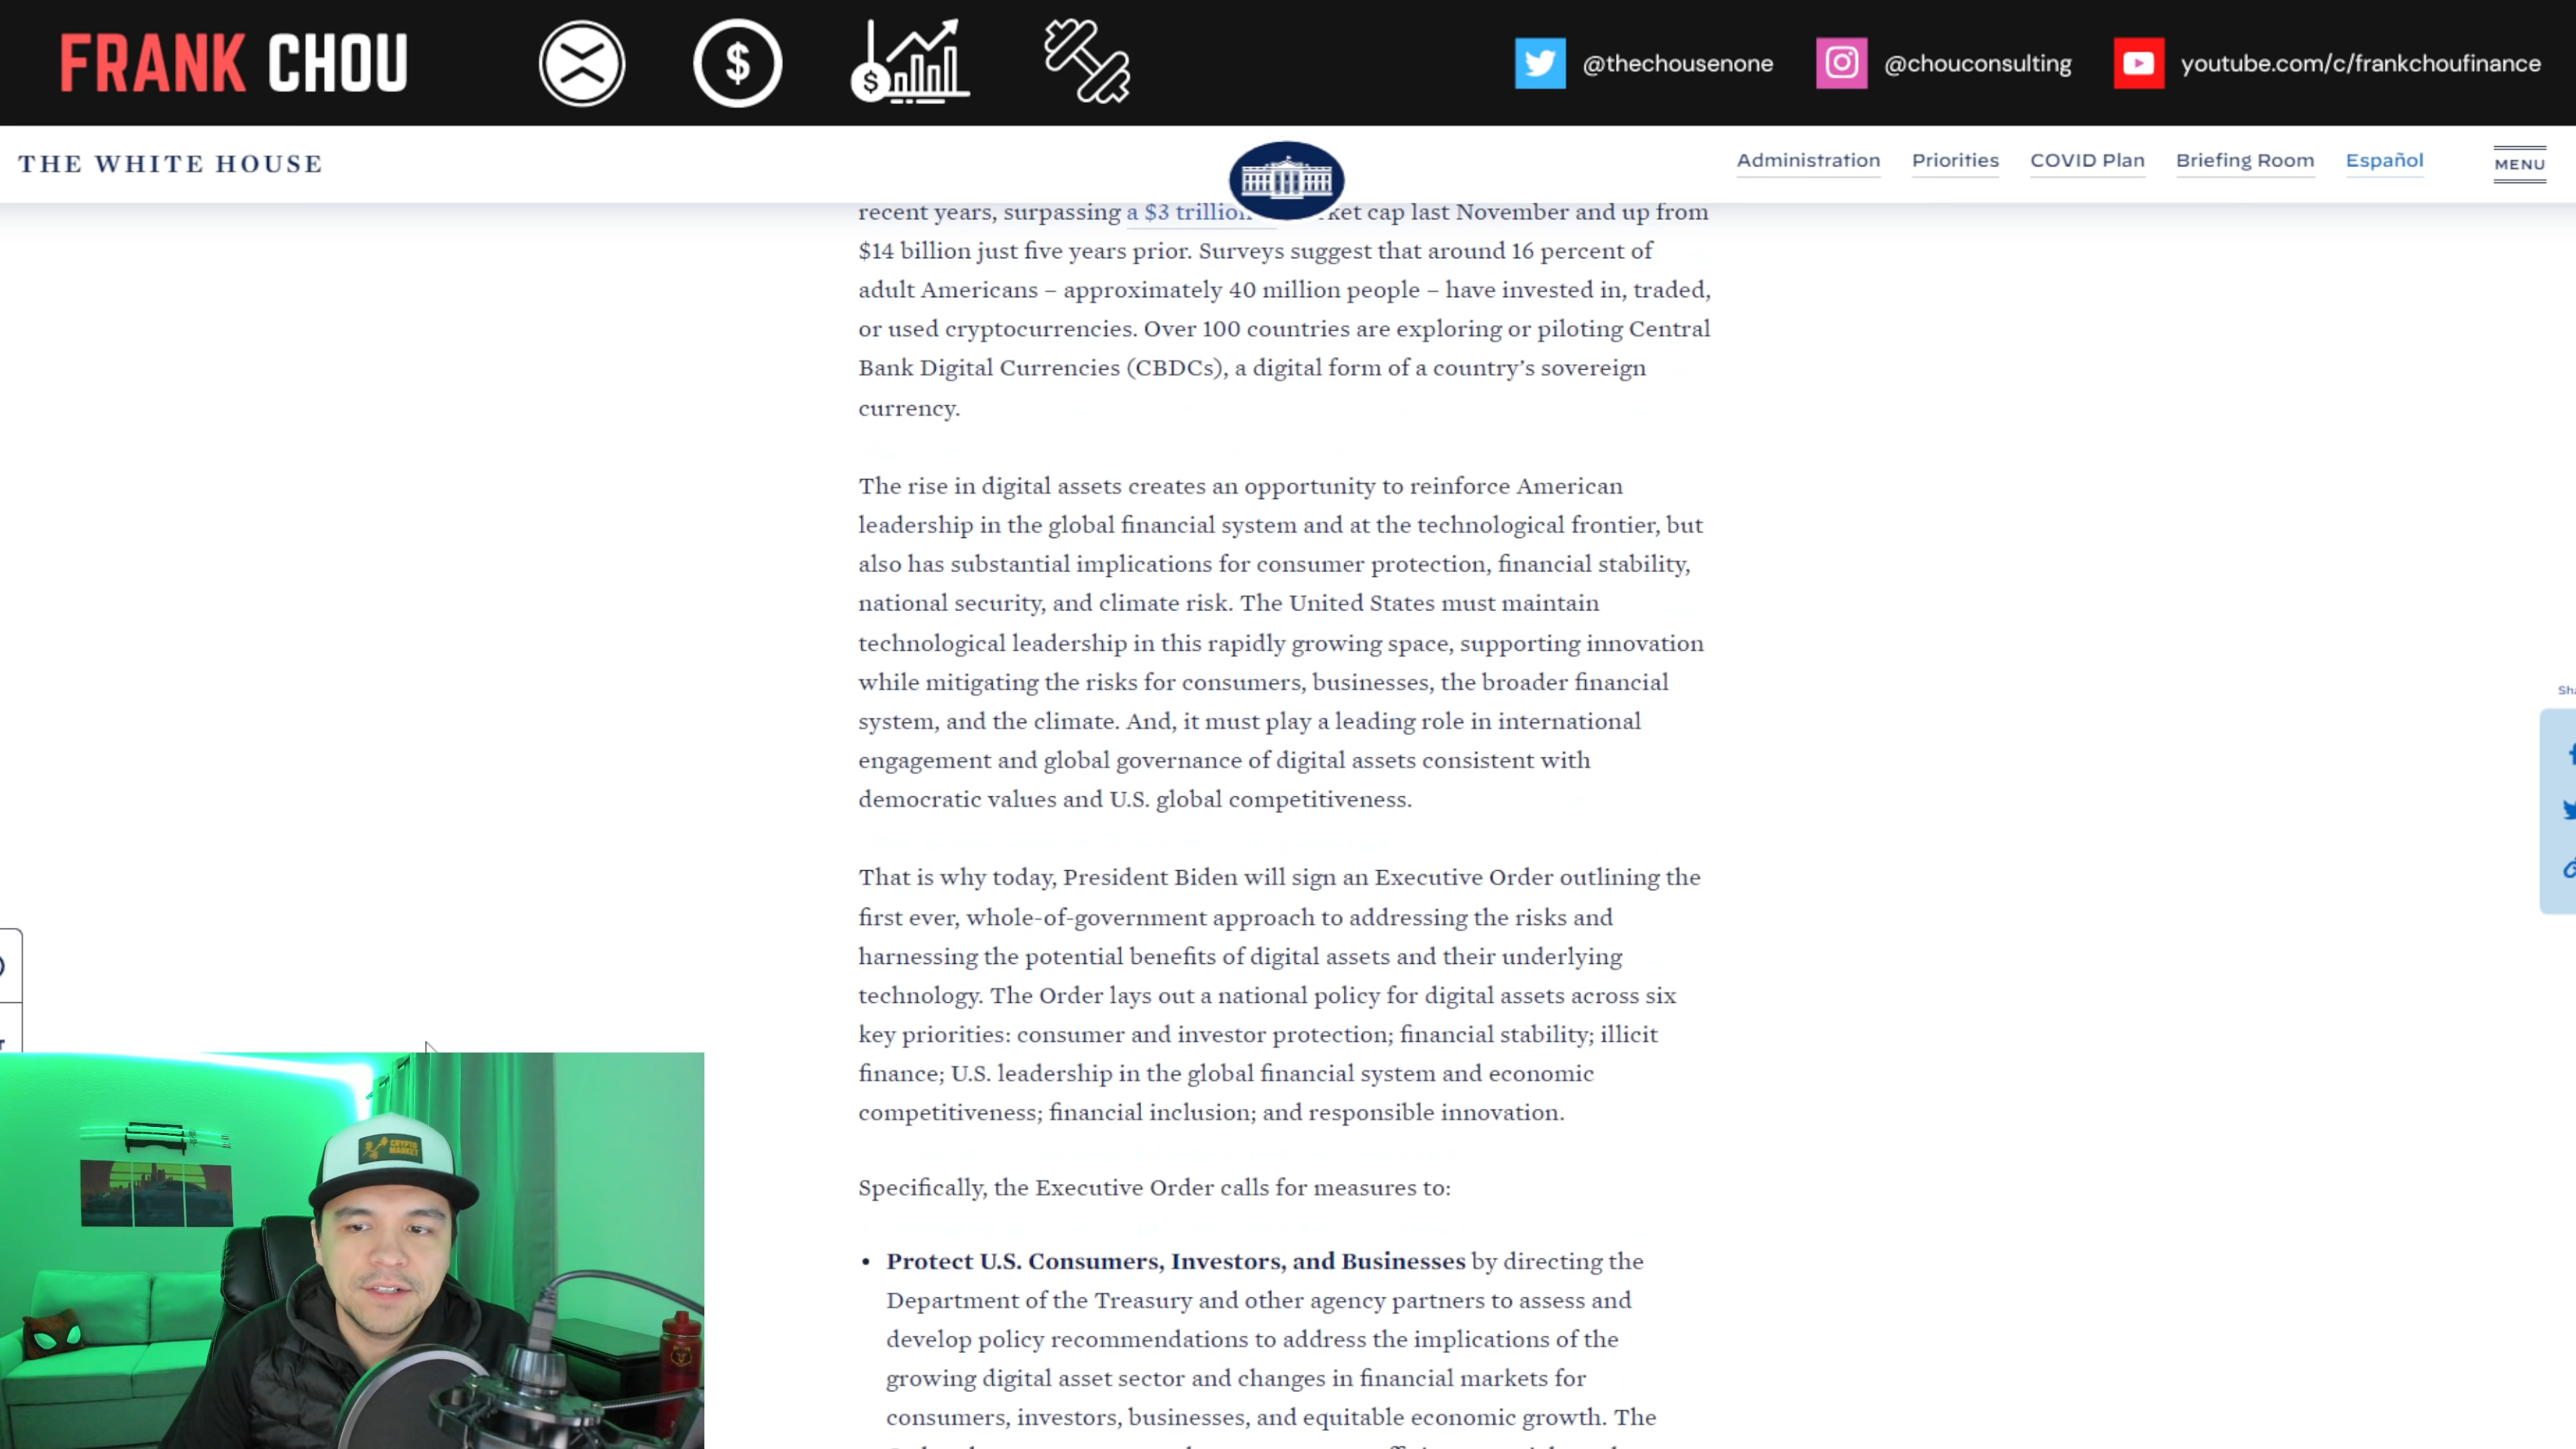 FRANK CHOU
@thechousenone
@chouconsulting
youtube.com/c/frankchoufinance
THE WHITE HOUSE
Administration
Priorities
COVID Plan
Briefing Room
Español
MENU
recent years, surpassing a $3 trillion cap last November and up from
$14 billion just five years prior. Surveys suggest that around 16 percent of
adult Americans – approximately 40 million people – have invested in, traded,
or used cryptocurrencies. Over 100 countries are exploring or piloting Central
Bank Digital Currencies (CBDCs), a digital form of a country’s sovereign
currency.
The rise in digital assets creates an opportunity to reinforce American
leadership in the global financial system and at the technological frontier, but
also has substantial implications for consumer protection, financial stability,
national security, and climate risk. The United States must maintain
technological leadership in this rapidly growing space, supporting innovation
while mitigating the risks for consumers, businesses, the broader financial
system, and the climate. And, it must play a leading role in international
engagement and global governance of digital assets consistent with
democratic values and U.S. global competitiveness.
That is why today, President Biden will sign an Executive Order outlining the
first ever, whole-of-government approach to addressing the risks and
harnessing the potential benefits of digital assets and their underlying
technology. The Order lays out a national policy for digital assets across six
key priorities: consumer and investor protection; financial stability; illicit
finance; U.S. leadership in the global financial system and economic
competitiveness; financial inclusion; and responsible innovation.
Specifically, the Executive Order calls for measures to:
• Protect U.S. Consumers, Investors, and Businesses by directing the
Department of the Treasury and other agency partners to assess and
develop policy recommendations to address the implications of the
growing digital asset sector and changes in financial markets for
consumers, investors, businesses, and equitable economic growth. The
CRYPTO
MARKET